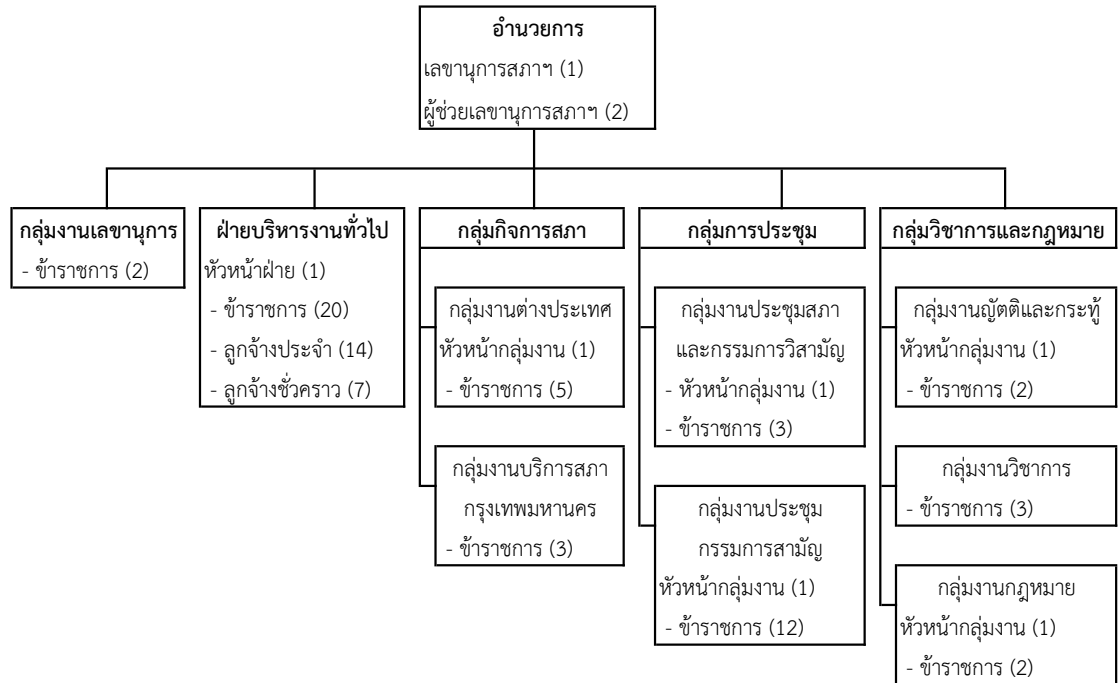 อำนวยการ
เลขานุการสภาฯ (1)
ผู้ช่วยเลขานุการสภาฯ (2)
กลุ่มงานเลขานุการ
- ข้าราชการ (2)
ฝ่ายบริหารงานทั่วไป
หัวหน้าฝ่าย (1)
- ข้าราชการ (20)
- ลูกจ้างประจำ (14)
- ลูกจ้างชั่วคราว (7)
กลุ่มกิจการสภา
กลุ่มงานต่างประเทศ
หัวหน้ากลุ่มงาน (1)
- ข้าราชการ (5)
กลุ่มงานบริการสภา
กรุงเทพมหานคร
- ข้าราชการ (3)
กลุ่มการประชุม
กลุ่มงานประชุมสภา
และกรรมการวิสามัญ
- หัวหน้ากลุ่มงาน (1)
- ข้าราชการ (3)
กลุ่มงานประชุม
กรรมการสามัญ
หัวหน้ากลุ่มงาน (1)
- ข้าราชการ (12)
กลุ่มวิชาการและกฎหมาย
กลุ่มงานญัตติและกระทู้
หัวหน้ากลุ่มงาน (1)
- ข้าราชการ (2)
กลุ่มงานวิชาการ
- ข้าราชการ (3)
กลุ่มงานกฎหมาย
หัวหน้ากลุ่มงาน (1)
- ข้าราชการ (2)